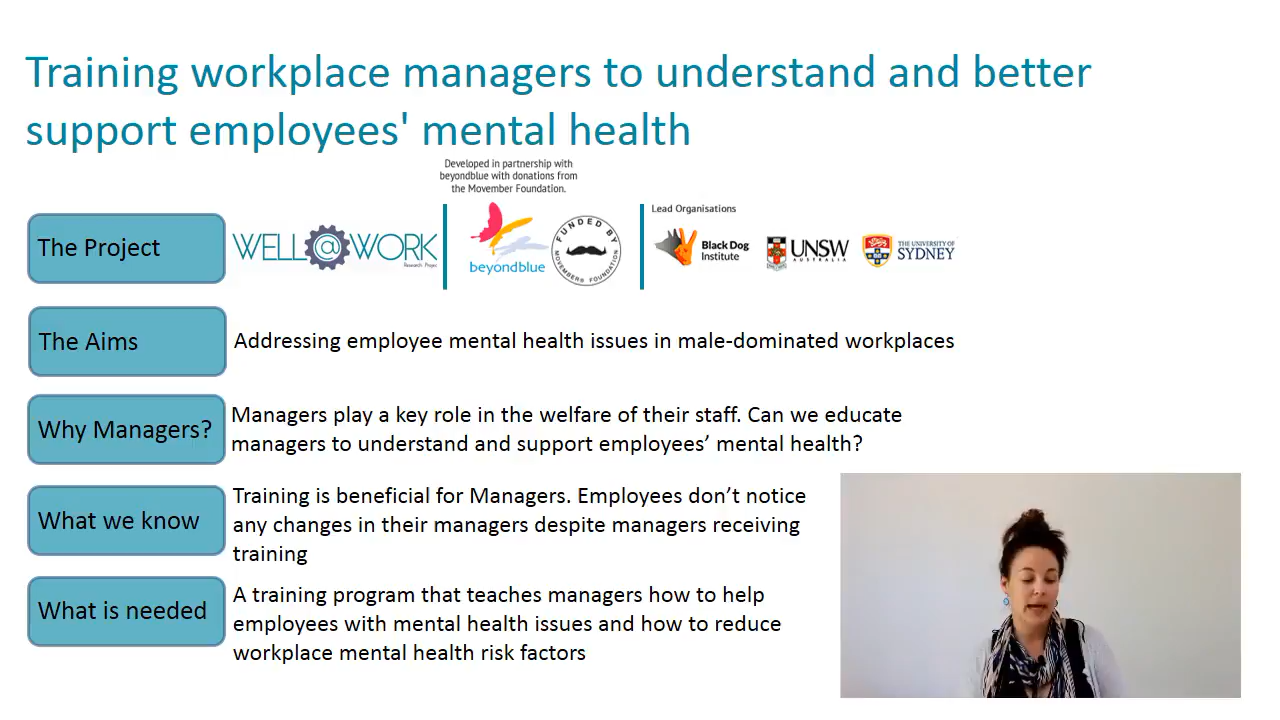 Training workplace managers to understand and better
support employees' mental health
Developed in partnership with
beyondblue with donations from
the Movember Foundation.
The Project
WELL@WORK
Research Project
beyondblue
FUNDED BY
MOVEMBER FOUNDATION
Lead Organisations
Black Dog
Institute
UNSW
AUSTRALIA
THE UNIVERSITY OF
SYDNEY
The Aims
Addressing employee mental health issues in male-dominated workplaces
Why Managers?
Managers play a key role in the welfare of their staff. Can we educate
managers to understand and support employees’ mental health?
What we know
Training is beneficial for Managers. Employees don’t notice
any changes in their managers despite managers receiving
training
What is needed
A training program that teaches managers how to help
employees with mental health issues and how to reduce
workplace mental health risk factors